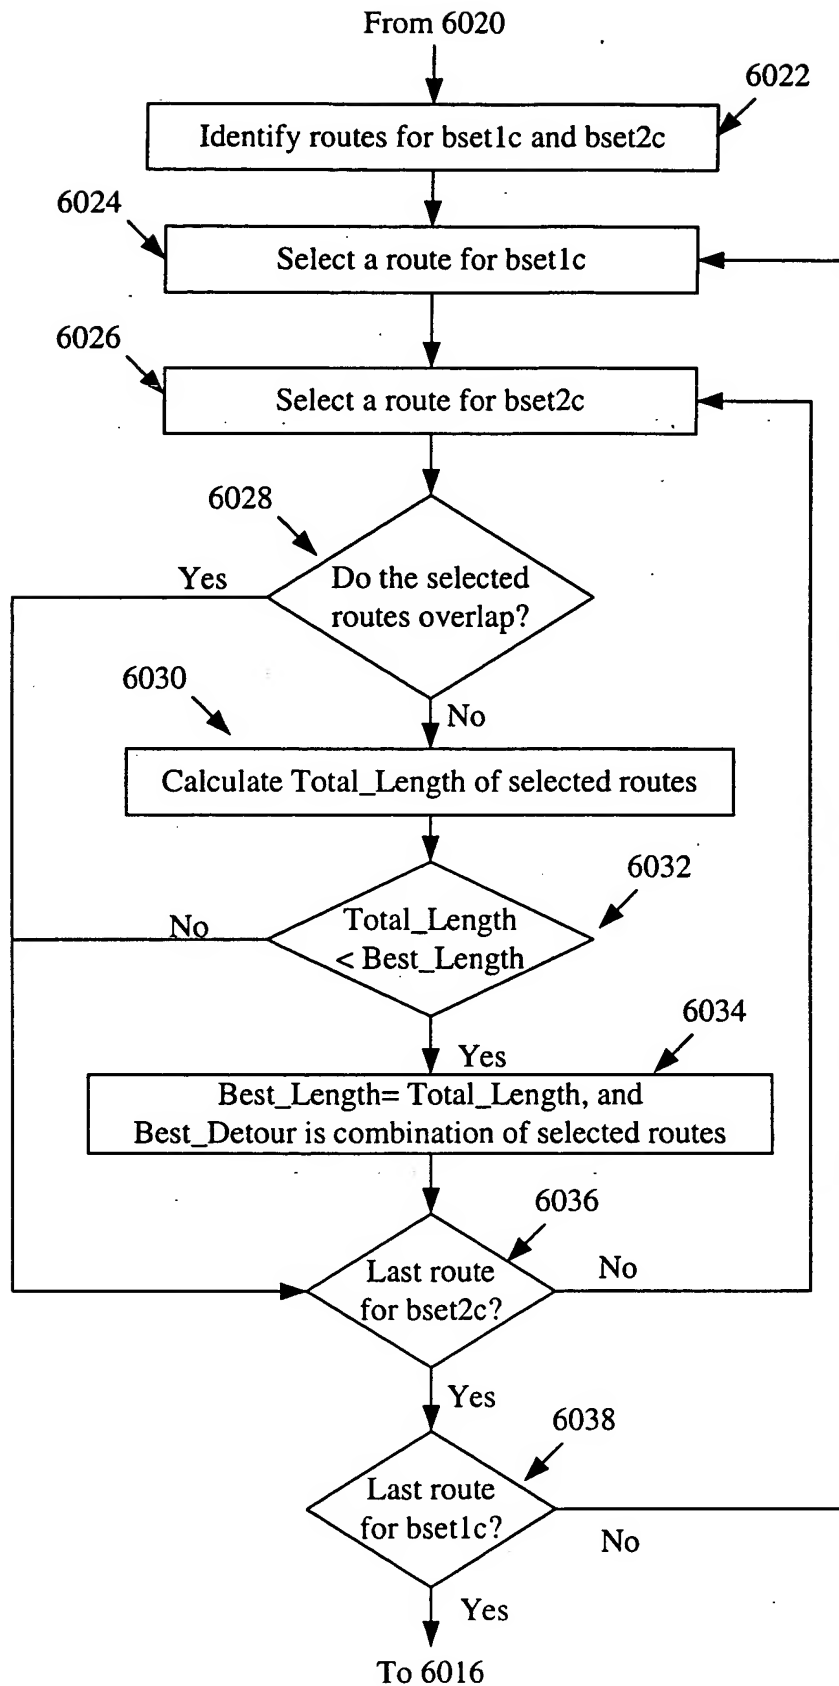 From 6020
6022
Identify routes for bset1c and bset2c
6024
Select a route for bset1c
6026
Select a route for bset2c
6028
Yes
Do the selected
routes overlap?
6030
No
Calculate Total_Length of selected routes
6032
No
Total_Length
< Best_Length
6034
Yes
Best_Length= Total_Length, and
Best_Detour is combination of selected routes
6036
Last route
for bset2c?
No
Yes
6038
Last route
for bset1c?
No
Yes
To 6016